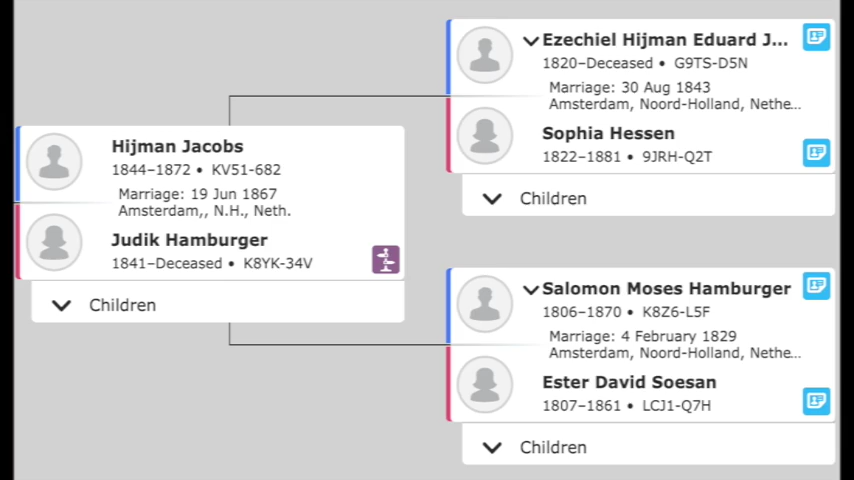 Hijman Jacobs
1844–1872 • KV51-682
Marriage: 19 Jun 1867
Amsterdam,, N.H., Neth.
Judik Hamburger
1841–Deceased • K8YK-34V
Children
Ezechiel Hijman Eduard J...
1820–Deceased • G9TS-D5N
Marriage: 30 Aug 1843
Amsterdam, Noord-Holland, Nethe...
Sophia Hessen
1822–1881 • 9JRH-Q2T
Children
Salomon Moses Hamburger
1806–1870 • K8Z6-L5F
Marriage: 4 February 1829
Amsterdam, Noord-Holland, Nethe...
Ester David Soesan
1807–1861 • LCJ1-Q7H
Children